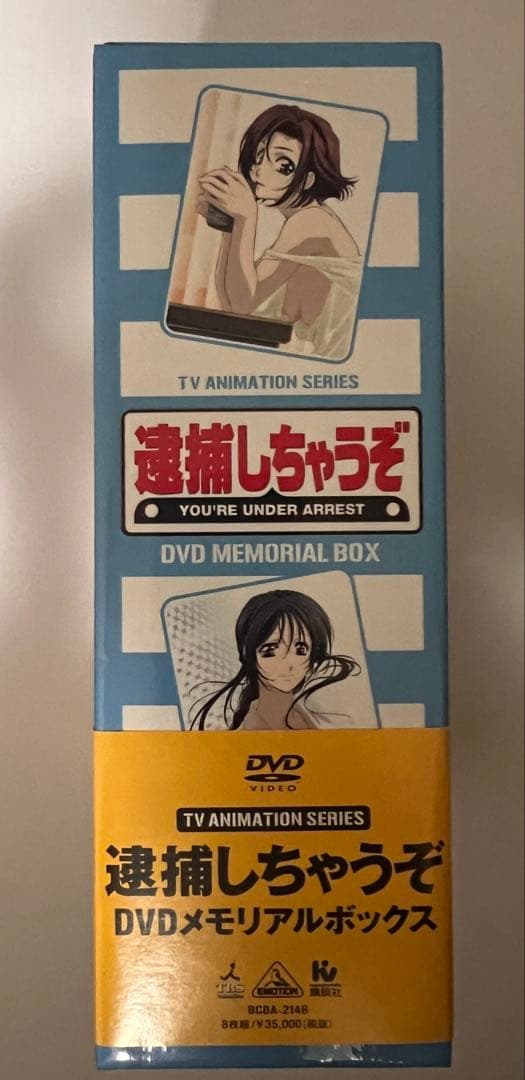 TV ANIMATION SERIES
逮捕しちゃうぞ
YOU'RE UNDER ARREST
DVD MEMORIAL BOX
DVD
VIDEO
TV ANIMATION SERIES
逮捕しちゃうぞ
DVDメモリアルボックス
TBS EMOTION 講談社
BCBA-2146
8枚組/¥35,000(税抜)